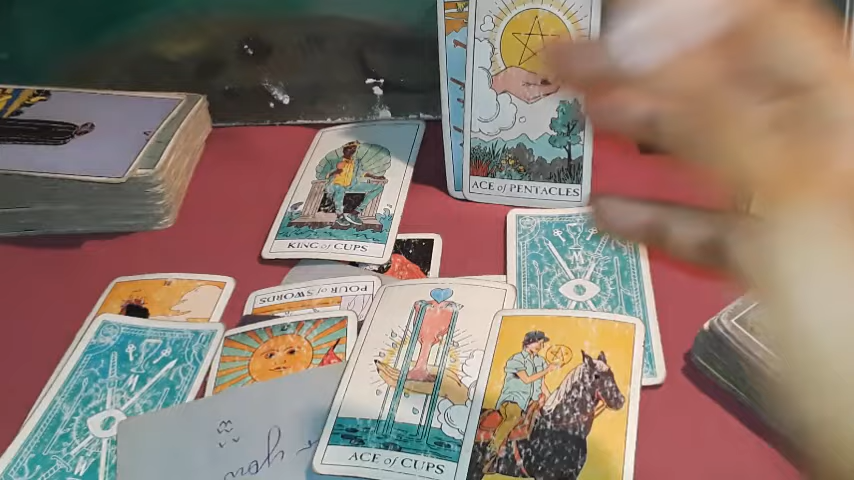 ACE of PENTACLES
KING of CUPS
FOUR of SWORDS
ACE of CUPS
you